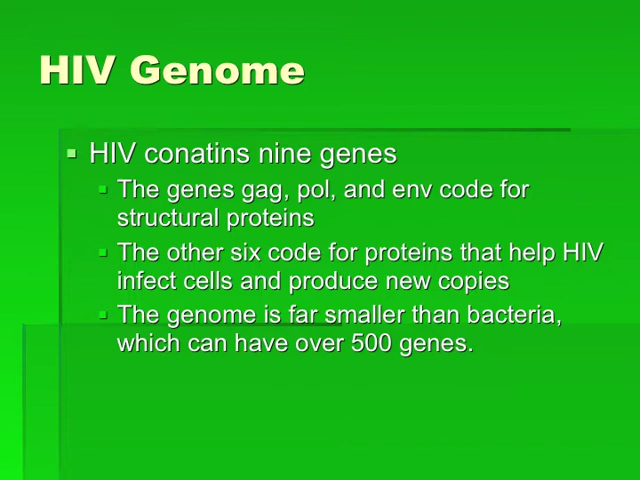 HIV Genome
▪ HIV conatins nine genes
▪ The genes gag, pol, and env code for
structural proteins
▪ The other six code for proteins that help HIV
infect cells and produce new copies
▪ The genome is far smaller than bacteria,
which can have over 500 genes.